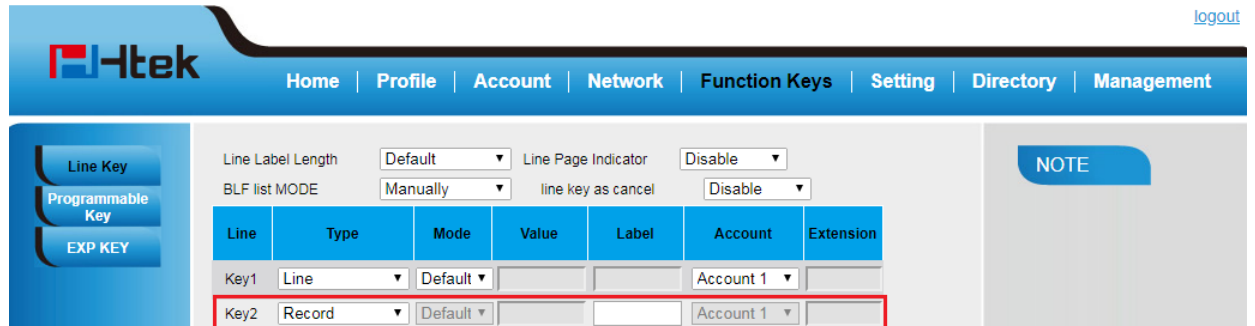 logout
Htek
Home | Profile | Account | Network | Function Keys | Setting | Directory | Management
Line Key
Programmable Key
EXP KEY
Line Label Length Default Line Page Indicator Disable
BLF list MODE Manually line key as cancel Disable
Line Type Mode Value Label Account Extension
Key1 Line Default Account 1
Key2 Record Default Account 1
NOTE